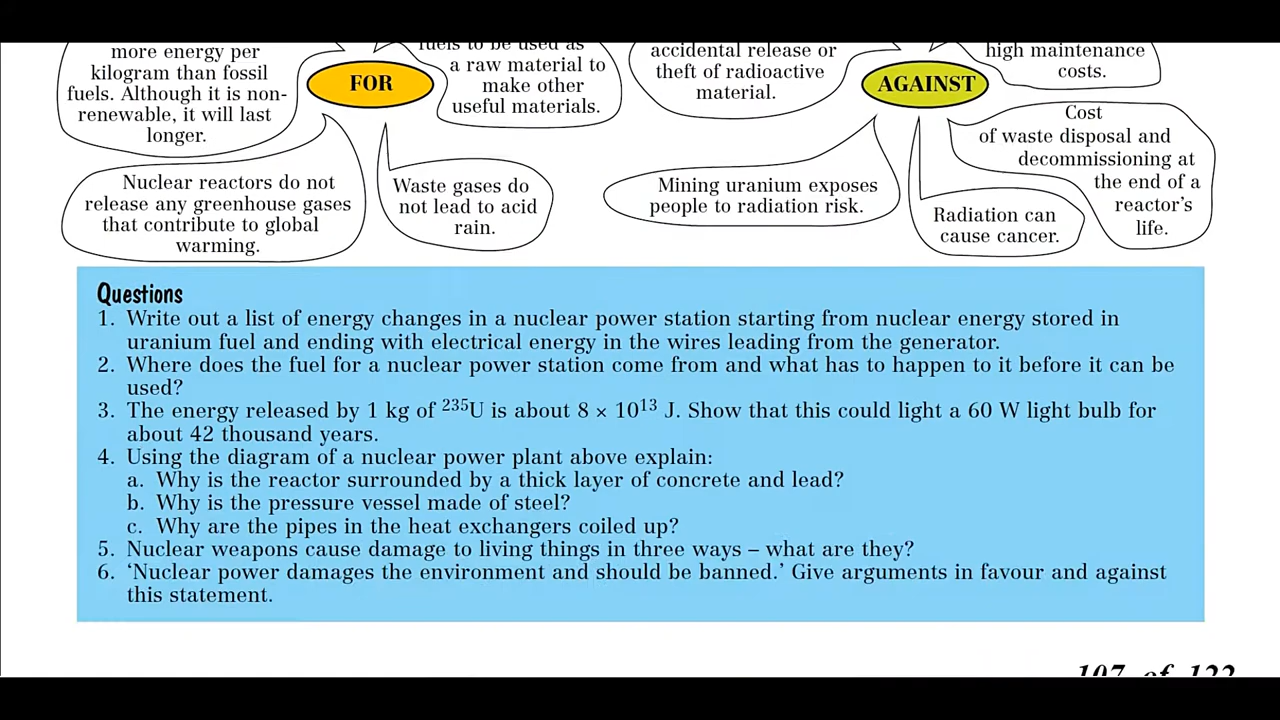 more energy per
kilogram than fossil
fuels. Although it is non-
renewable, it will last
longer.
FOR
fuels to be used as
a raw material to
make other
useful materials.
accidental release or
theft of radioactive
material.
AGAINST
high maintenance
costs.
Nuclear reactors do not
release any greenhouse gases
that contribute to global
warming.
Waste gases do
not lead to acid
rain.
Mining uranium exposes
people to radiation risk.
Radiation can
cause cancer.
Cost
of waste disposal and
decommissioning at
the end of a
reactor's
life.
Questions
1. Write out a list of energy changes in a nuclear power station starting from nuclear energy stored in
uranium fuel and ending with electrical energy in the wires leading from the generator.
2. Where does the fuel for a nuclear power station come from and what has to happen to it before it can be
used?
3. The energy released by 1 kg of ²³⁵U is about 8 × 10¹³ J. Show that this could light a 60 W light bulb for
about 42 thousand years.
4. Using the diagram of a nuclear power plant above explain:
a. Why is the reactor surrounded by a thick layer of concrete and lead?
b. Why is the pressure vessel made of steel?
c. Why are the pipes in the heat exchangers coiled up?
5. Nuclear weapons cause damage to living things in three ways – what are they?
6. 'Nuclear power damages the environment and should be banned.' Give arguments in favour and against
this statement.
107 of 122